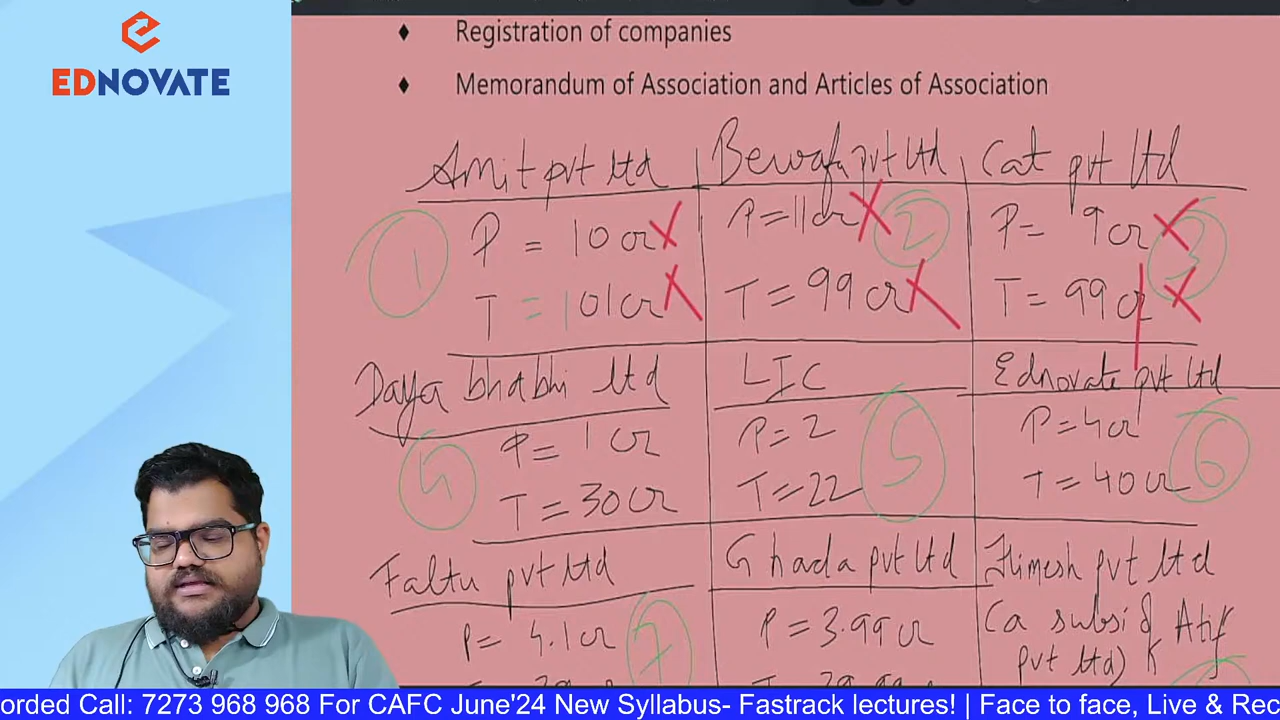 EDNOVATE
♦ Registration of companies
♦ Memorandum of Association and Articles of Association
Amit pvt ltd
Bewafa pvt ltd
Cat pvt ltd
1
P = 10 cr X
T = 101 cr X
P = 11 cr X
2
T = 99 cr X
P = 9 cr X
3
T = 99 cr X
Daya bhabhi ltd
LIC
Ednovate pvt ltd
4
P = 1 cr
T = 30 cr
P = 2
T = 22
5
P = 4 cr
T = 40 cr
6
Faltu pvt ltd
Ghada pvt ltd
Himesh pvt ltd
P = 4.1 cr
7
P = 3.99 cr
(a subsi of Atif
pvt ltd)
orded Call: 7273 968 968 For CAFC June'24 New Syllabus- Fastrack lectures! | Face to face, Live & Rec